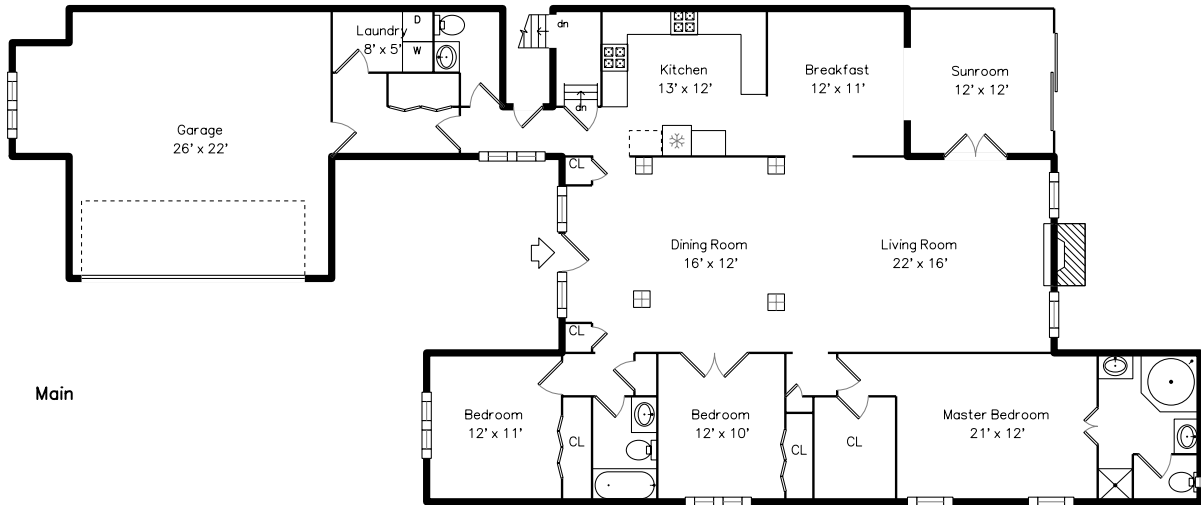 Laundry
8' x 5'
D
W
dn
dn
Kitchen
13' x 12'
Breakfast
12' x 11'
Sunroom
12' x 12'
Garage
26' x 22'
CL
Dining Room
16' x 12'
Living Room
22' x 16'
CL
Main
Bedroom
12' x 11'
CL
Bedroom
12' x 10'
CL
CL
Master Bedroom
21' x 12'